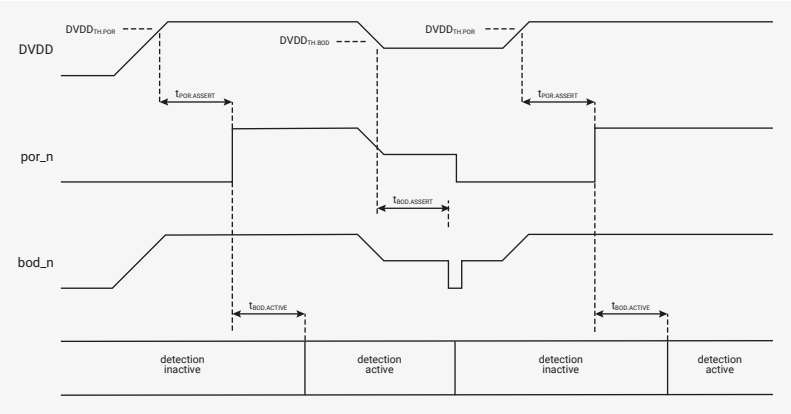 DVDDTH.POR
DVDDTH.BOD
DVDDTH.POR
DVDD
tPOR.ASSERT
tPOR.ASSERT
por_n
tBOD.ASSERT
bod_n
tBOD.ACTIVE
tBOD.ACTIVE
detection
inactive
detection
active
detection
inactive
detection
active